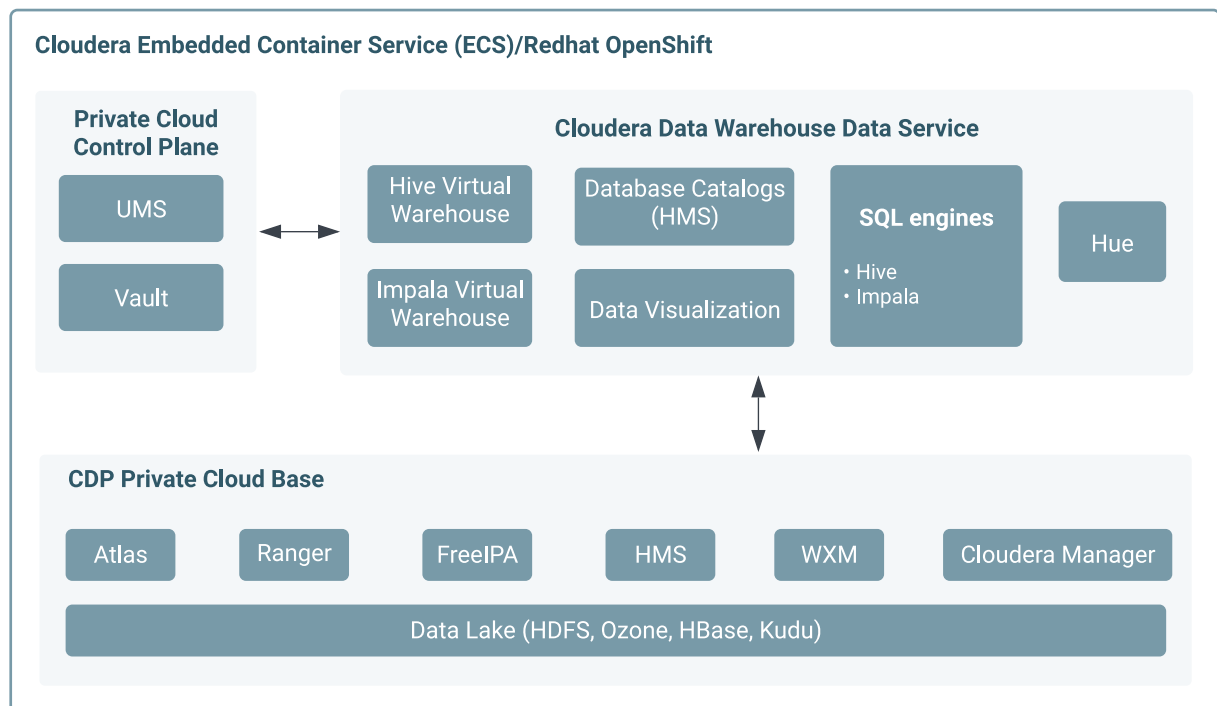 Cloudera Embedded Container Service (ECS)/Redhat OpenShift
Private Cloud
Control Plane
UMS
Vault
Cloudera Data Warehouse Data Service
Hive Virtual
Warehouse
Impala Virtual
Warehouse
Database Catalogs
(HMS)
Data Visualization
SQL engines
• Hive
• Impala
Hue
CDP Private Cloud Base
Atlas
Ranger
FreeIPA
HMS
WXM
Cloudera Manager
Data Lake (HDFS, Ozone, HBase, Kudu)